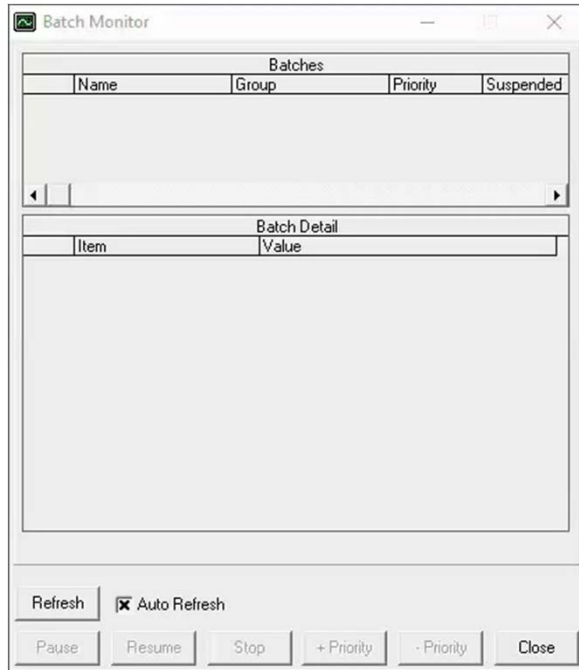 Batch Monitor
Batches
Name Group Priority Suspended
Batch Detail
Item Value
Refresh Auto Refresh
Pause Resume Stop + Priority - Priority Close